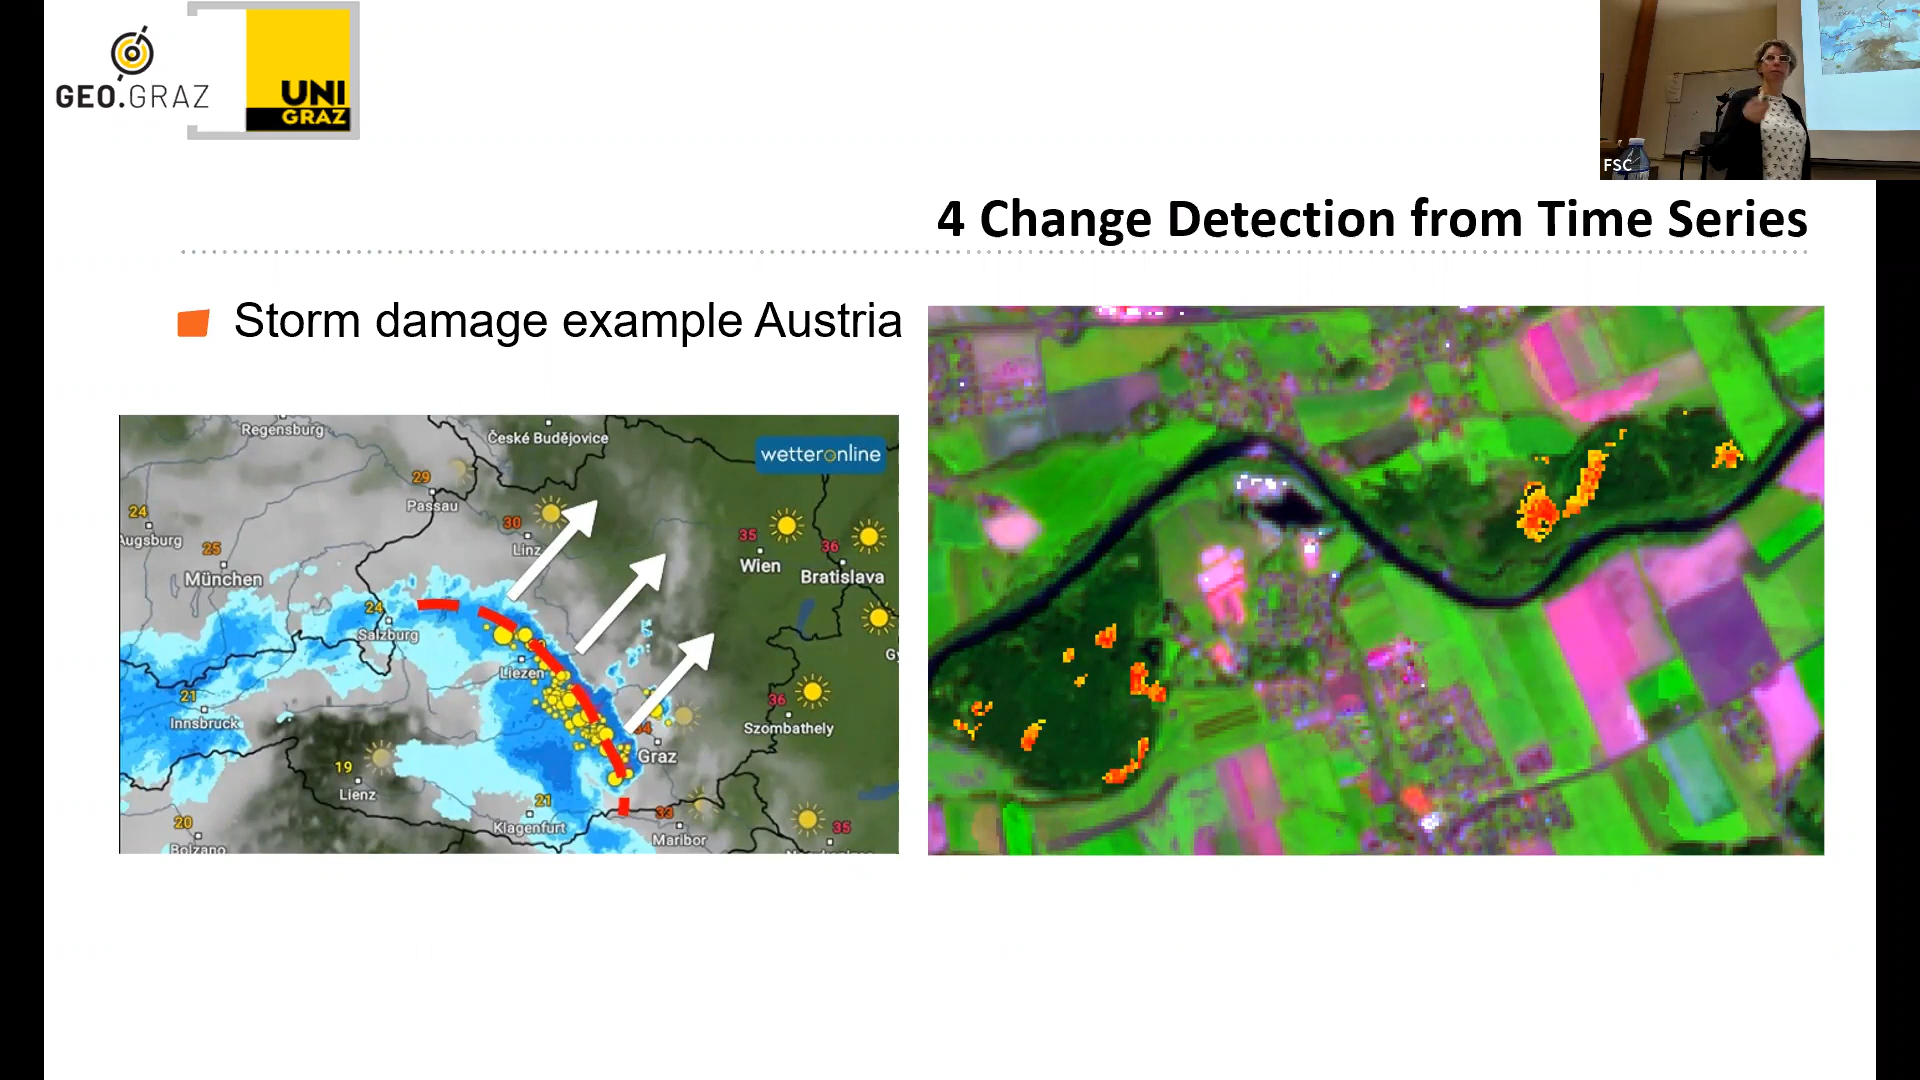 GEO.GRAZ
UNI
GRAZ
FSC
4 Change Detection from Time Series
Storm damage example Austria
Regensburg
České Budějovice
wetteronline
29
Passau
24
Augsburg
30
Linz
35
Wien
36
Bratislava
25
München
24
Salzburg
Liezen
21
Innsbruck
36
Szombathely
Graz
19
Lienz
21
Klagenfurt
33
Maribor
35
20
Bolzano